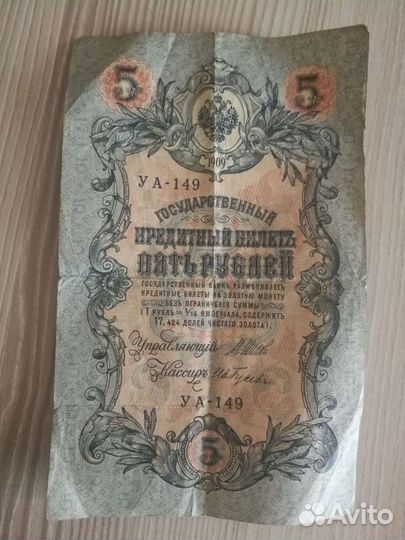 5 5
1909
УА-149
ГОСУДАРСТВЕННЫЙ
КРЕДИТНЫЙ БИЛЕТЪ
ПЯТЬ РУБЛЕЙ
ГОСУДАРСТВЕННЫЙ БАНКЪ РАЗМѢНИВАЕТЪ
КРЕДИТНЫЕ БИЛЕТЫ НА ЗОЛОТУЮ МОНЕТУ
БЕЗЪ ОГРАНИЧЕНІЯ СУММЫ
(1 РУБЛЬ = 1/15 ИМПЕРІАЛА, СОДЕРЖИТЪ
17,424 ДОЛЕЙ ЧИСТАГО ЗОЛОТА).
Управляющій
Кассиръ
УА-149
5
Avito